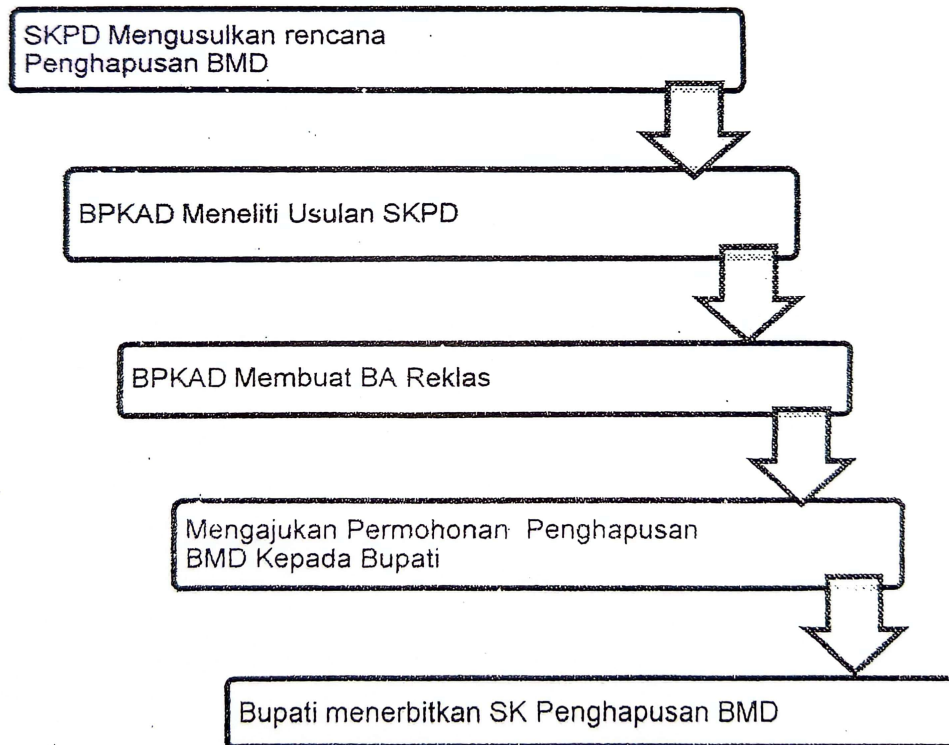 SKPD Mengusulkan rencana
Penghapusan BMD
BPKAD Meneliti Usulan SKPD
BPKAD Membuat BA Reklas
Mengajukan Permohonan Penghapusan
BMD Kepada Bupati
Bupati menerbitkan SK Penghapusan BMD